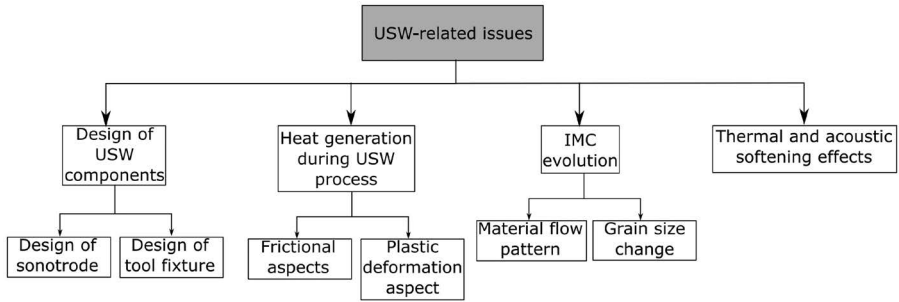 USW-related issues
Design of
USW
components
Heat generation
during USW
process
IMC
evolution
Thermal and acoustic
softening effects
Design of
sonotrode
Design of
tool fixture
Frictional
aspects
Plastic
deformation
aspect
Material flow
pattern
Grain size
change